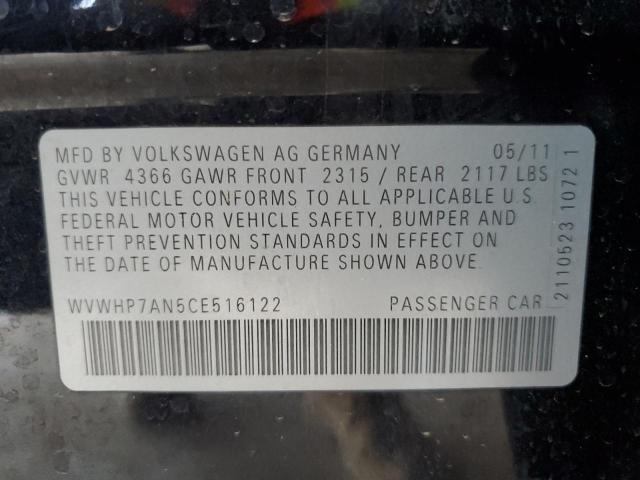 MFD BY VOLKSWAGEN AG GERMANY 05/11
GVWR 4366 GAWR FRONT 2315 / REAR 2117 LBS
THIS VEHICLE CONFORMS TO ALL APPLICABLE U.S.
FEDERAL MOTOR VEHICLE SAFETY, BUMPER AND
THEFT PREVENTION STANDARDS IN EFFECT ON
THE DATE OF MANUFACTURE SHOWN ABOVE.
WVWHP7AN5CE516122 PASSENGER CAR
2110523 1072 1